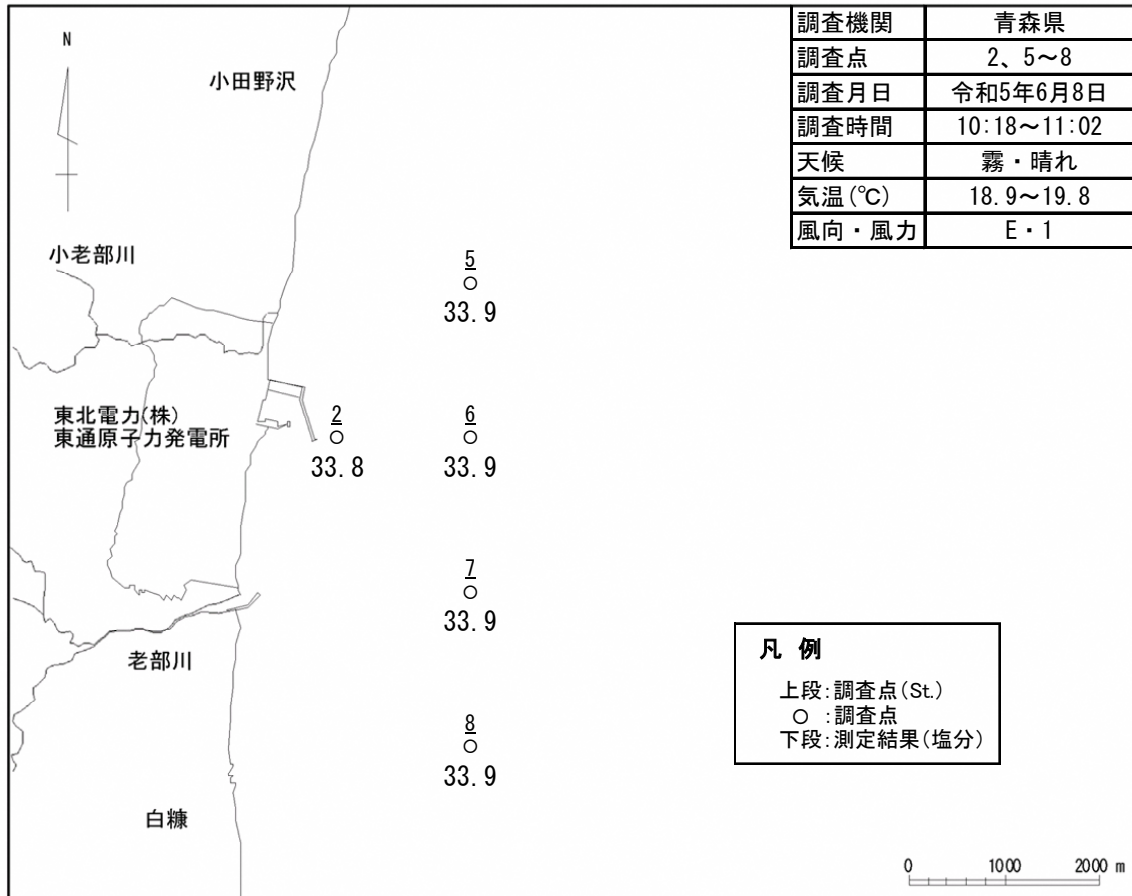 調査機関 青森県
調査点 2、5～8
調査月日 令和5年6月8日
調査時間 10:18～11:02
天候 霧・晴れ
気温(℃) 18.9～19.8
風向・風力 E・1
N
小田野沢
小老部川
5
○
33.9
東北電力(株)
東通原子力発電所
2
○
33.8
6
○
33.9
7
○
33.9
老部川
8
○
33.9
白糠
凡 例
上段:調査点(St.)
○ :調査点
下段:測定結果(塩分)
0 1000 2000 m